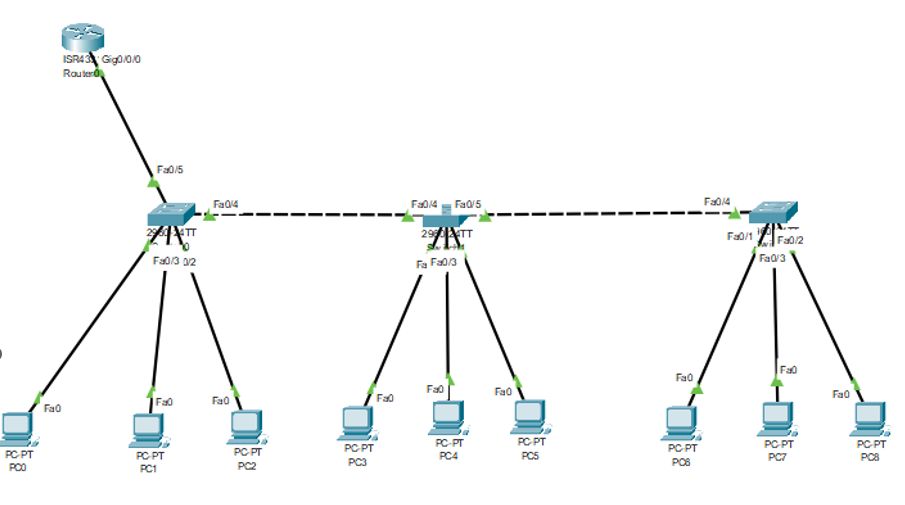 Gig0/0/0
Router0
Fa0/5
Fa0/4
Fa0/4
Fa0/5
Fa0/4
Fa0/3
Fa0/3
Fa0/1
Fa0/2
Fa0/3
Fa0
Fa0
Fa0
Fa0
Fa0
Fa0
Fa0
Fa0
Fa0
PC-PT
PC0
PC-PT
PC1
PC-PT
PC2
PC-PT
PC3
PC-PT
PC4
PC-PT
PC5
PC-PT
PC6
PC-PT
PC7
PC-PT
PC8